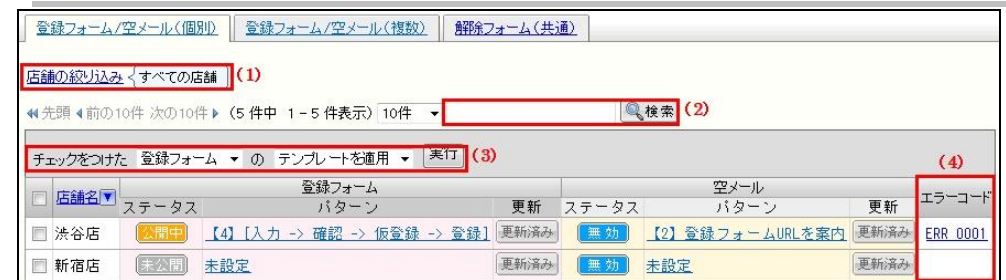 登録フォーム/空メール(個別) 登録フォーム/空メール(複数) 解除フォーム(共通)
店舗の絞り込み すべての店舗 (1)
先頭 前の10件 次の10件 (5 件中 1-5 件表示) 10件 検索 (2)
チェックをつけた 登録フォーム の テンプレートを適用 実行 (3)
(4)
店舗名 登録フォーム 空メール エラーコード
ステータス パターン 更新 ステータス パターン 更新
渋谷店 公開中 【4】[入力 -> 確認 -> 仮登録 -> 登録] 更新済み 無効 【2】登録フォームURLを案内 更新済み ERR 0001
新宿店 未公開 未設定 更新済み 無効 未設定 更新済み